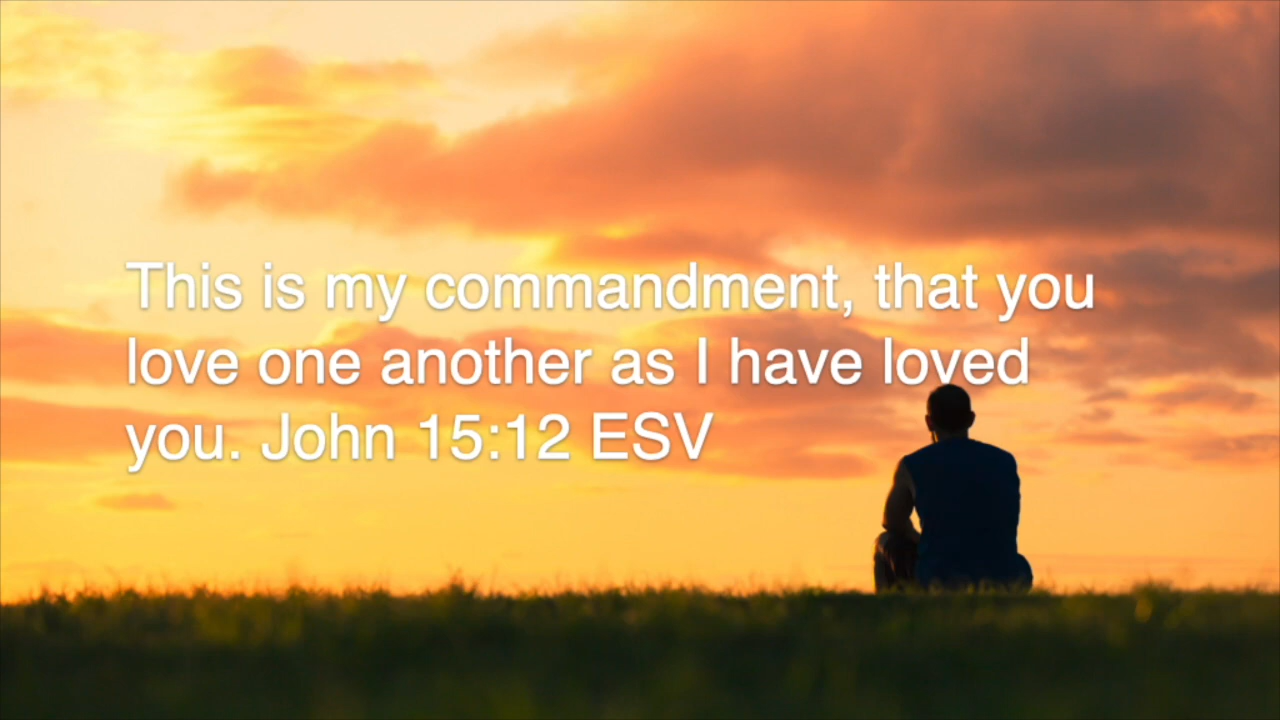 This is my commandment, that you
love one another as I have loved
you. John 15:12 ESV